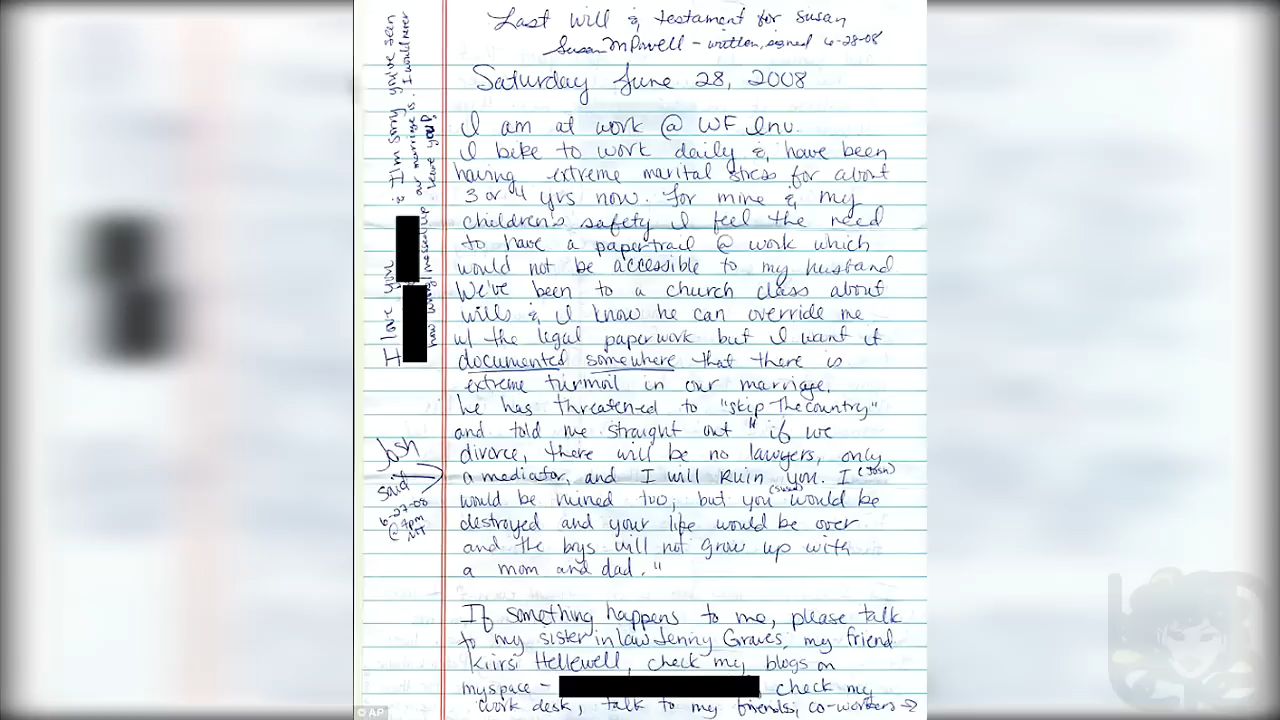 Last will & testament for Susan
Susan M Powell - written, signed 6-28-08
Saturday June 28, 2008
I am at work @ WF Inv.
I bike to work daily & have been
having extreme marital stress for about
3 or 4 yrs now. For mine & my
children's safety I feel the need
to have a papertrail @ work which
would not be accessible to my husband
We've been to a church class about
wills & I know he can override me
w/ the legal paperwork but I want it
documented somewhere that there is
extreme turmoil in our marriage.
he has threatened to "skip the country"
and told me straight out "if we
divorce, there will be no lawyers, only
a mediator, and I will ruin you. I (Josh)
would be ruined too, but you (Susan) would be
destroyed and your life would be over
and the boys will not grow up with
a mom and dad."
If something happens to me, please talk
to my sister in law Jenny Graves, my friend
Kiirsi Hellewell, check my blogs on
myspace - check my
work desk, talk to my friends, co-workers →
Josh
said
6-27-08
@ 7pm
MT
I love you & I'm sorry you've seen
how wrong/messed up our marriage is. I would never
leave you!
© AP